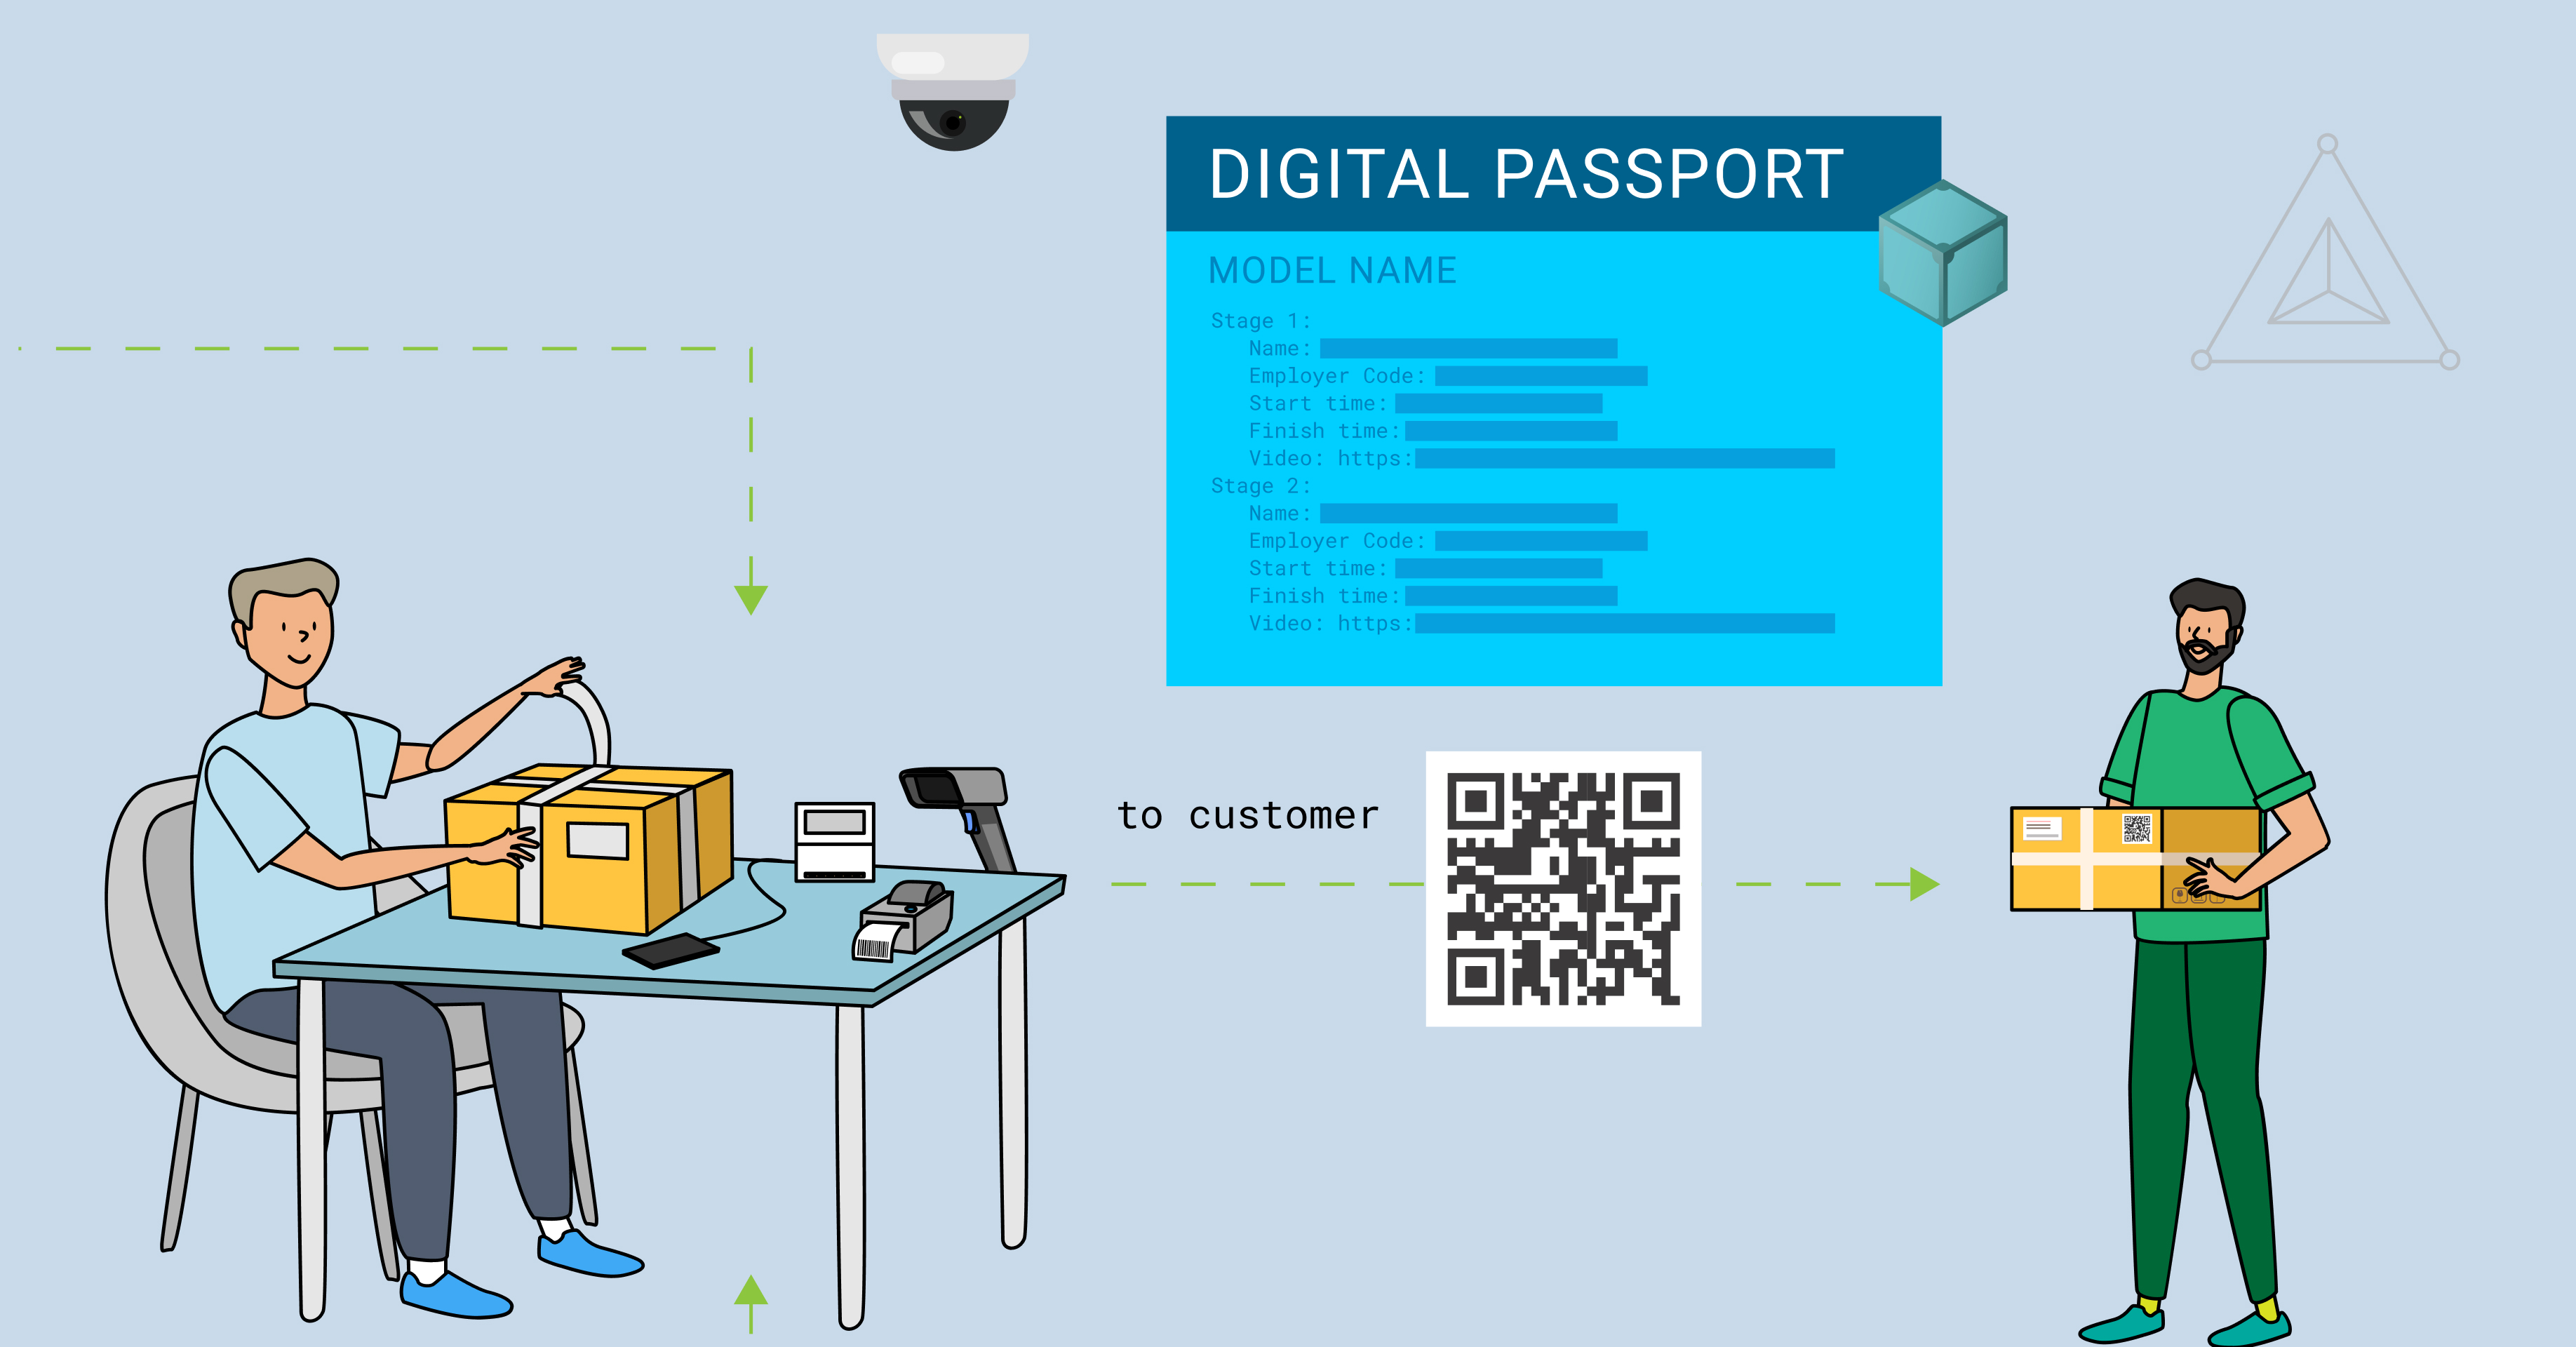 DIGITAL PASSPORT
MODEL NAME
Stage 1:
Name:
Employer Code:
Start time:
Finish time:
Video: https:
Stage 2:
Name:
Employer Code:
Start time:
Finish time:
Video: https:
to customer